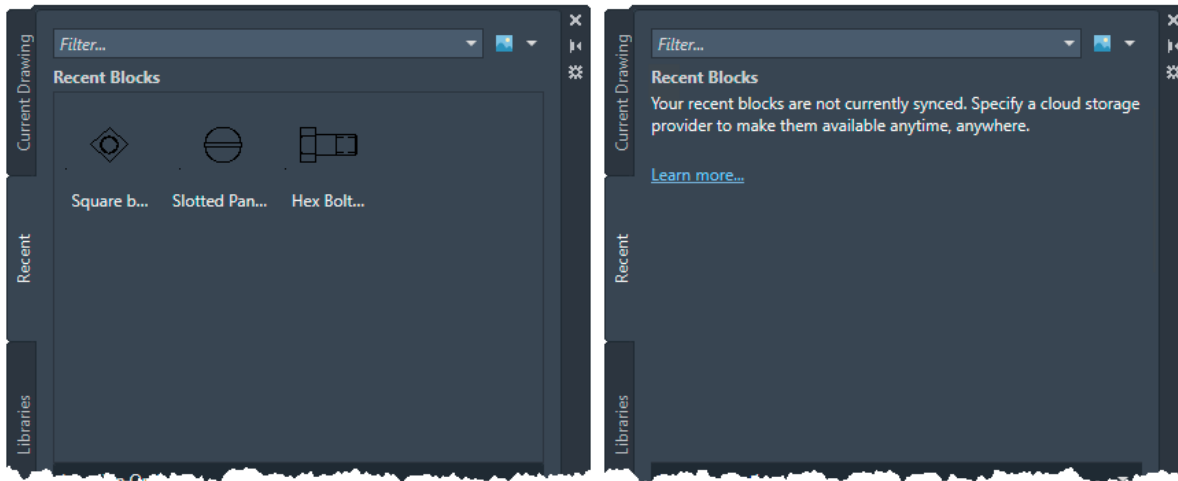 Current Drawing
Recent
Libraries
Filter...
Recent Blocks
Square b...
Slotted Pan...
Hex Bolt...
Current Drawing
Recent
Libraries
Filter...
Recent Blocks
Your recent blocks are not currently synced. Specify a cloud storage
provider to make them available anytime, anywhere.
Learn more...